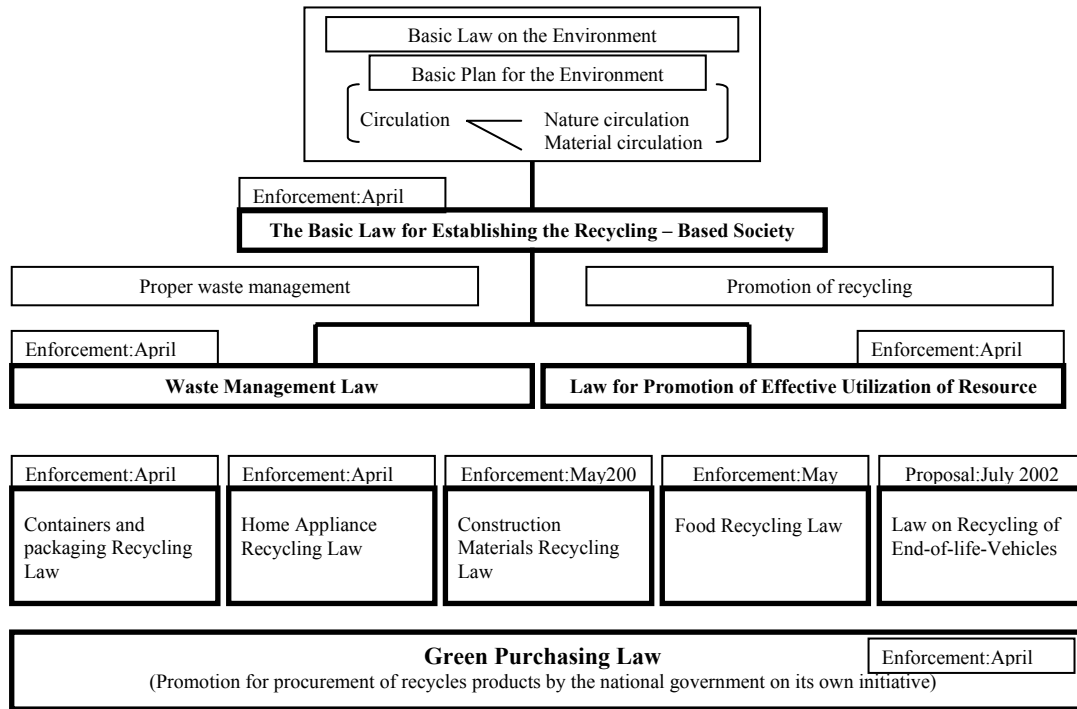 Basic Law on the Environment
Basic Plan for the Environment
Circulation
Nature circulation
Material circulation
Enforcement:April
The Basic Law for Establishing the Recycling – Based Society
Proper waste management
Promotion of recycling
Enforcement:April
Enforcement:April
Waste Management Law
Law for Promotion of Effective Utilization of Resource
Enforcement:April
Containers and
packaging Recycling
Law
Enforcement:April
Home Appliance
Recycling Law
Enforcement:May200
Construction
Materials Recycling
Law
Enforcement:May
Food Recycling Law
Proposal:July 2002
Law on Recycling of
End-of-life-Vehicles
Green Purchasing Law
Enforcement:April
(Promotion for procurement of recycles products by the national government on its own initiative)